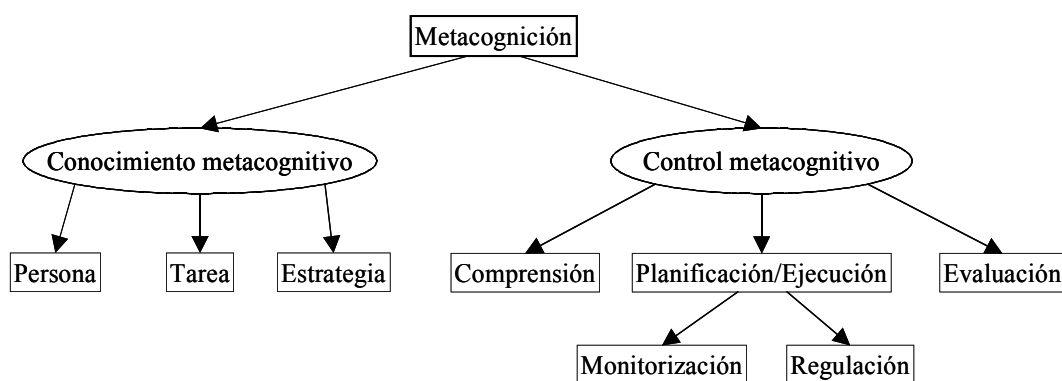 Metacognición
Conocimiento metacognitivo
Control metacognitivo
Persona
Tarea
Estrategia
Comprensión
Planificación/Ejecución
Evaluación
Monitorización
Regulación